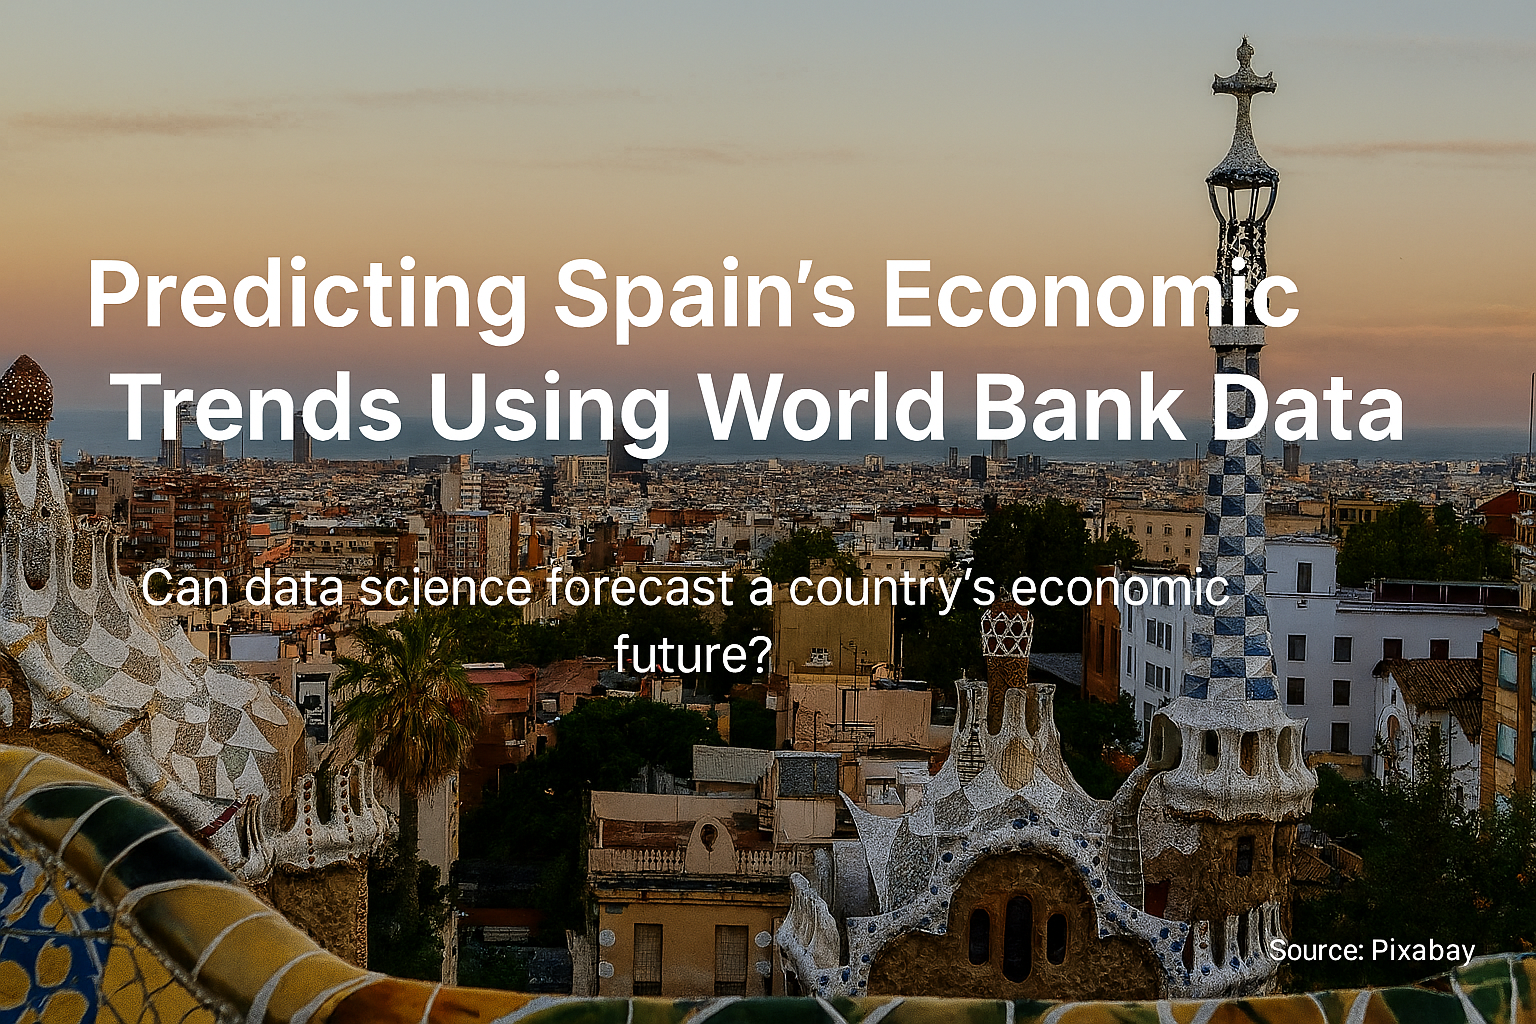 Predicting Spain’s Economic
Trends Using World Bank Data
Can data science forecast a country’s economic
future?
Source: Pixabay